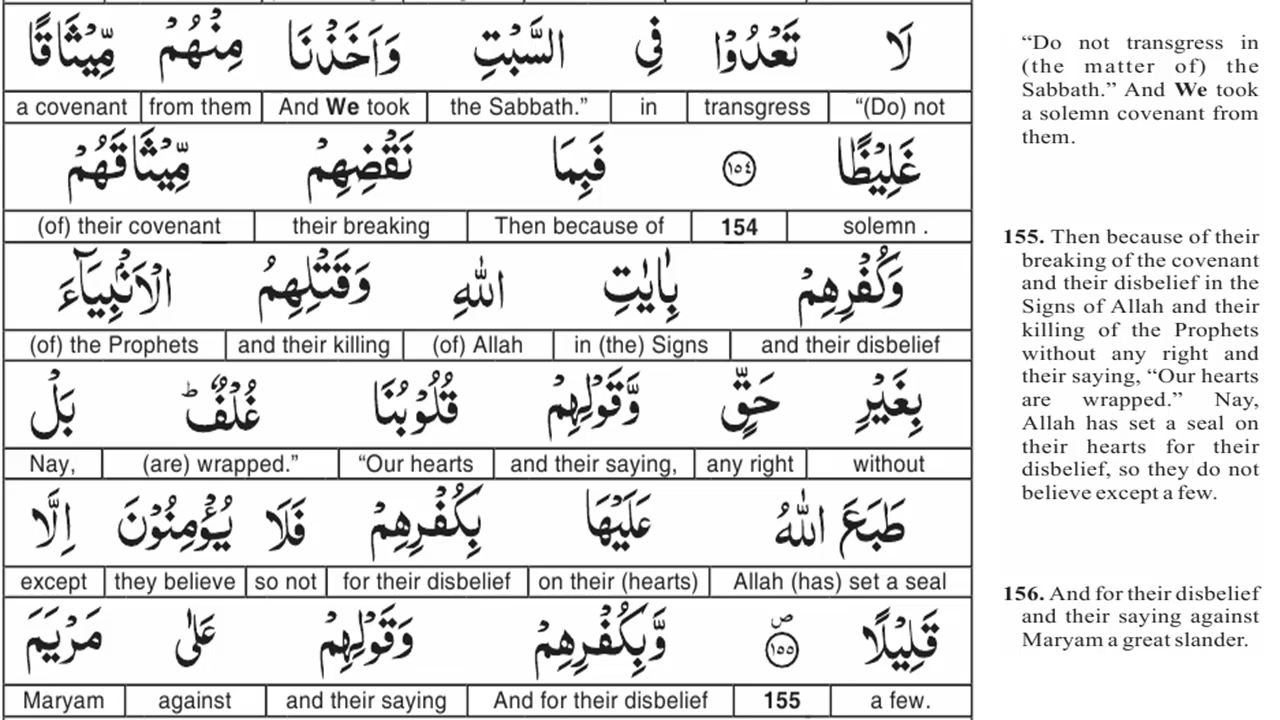 لَا تَعْدُوْا فِى السَّبْتِ وَاَخَذْنَا مِنْهُمْ مِّيْثَاقًا
“(Do) not transgress in the Sabbath.” And We took from them a covenant
غَلِيْظًا ١٥٤ فَبِمَا نَقْضِهِمْ مِّيْثَاقَهُمْ
solemn . 154 Then because of their breaking (of) their covenant
وَكُفْرِهِمْ بِاٰيٰتِ اللّٰهِ وَقَتْلِهِمُ الْاَنْۢبِيَآءَ
and their disbelief in (the) Signs (of) Allah and their killing (of) the Prophets
بِغَيْرِ حَقٍّ وَّقَوْلِهِمْ قُلُوْبُنَا غُلْفٌ ؕ بَلْ
without any right and their saying, “Our hearts (are) wrapped.” Nay,
طَبَعَ اللّٰهُ عَلَيْهَا بِكُفْرِهِمْ فَلَا يُؤْمِنُوْنَ اِلَّا
Allah (has) set a seal on their (hearts) for their disbelief so not they believe except
قَلِيْلًا ۖ ١٥٥ وَّبِكُفْرِهِمْ وَقَوْلِهِمْ عَلٰى مَرْيَمَ
a few. 155 And for their disbelief and their saying against Maryam
“Do not transgress in
(the matter of) the
Sabbath.” And We took
a solemn covenant from
them.
155. Then because of their
breaking of the covenant
and their disbelief in the
Signs of Allah and their
killing of the Prophets
without any right and
their saying, “Our hearts
are wrapped.” Nay,
Allah has set a seal on
their hearts for their
disbelief, so they do not
believe except a few.
156. And for their disbelief
and their saying against
Maryam a great slander.